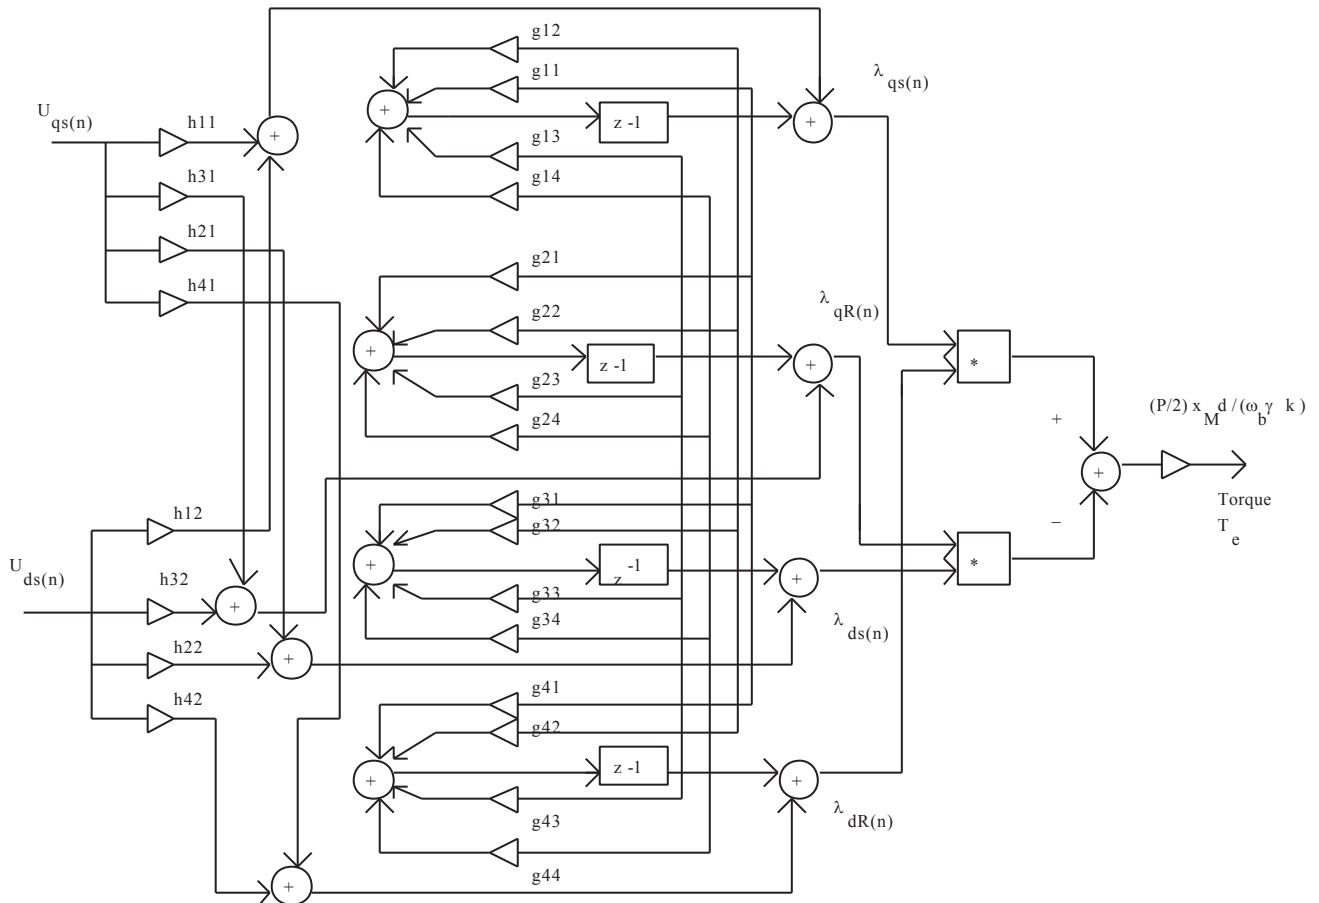 g12
λ qs(n)
g11
U qs(n)
h11
+
+
z -1
+
g13
h31
g14
h21
g21
h41
λ qR(n)
g22
+
z -1
+
*
g23
(P/2) x M d / (ω b γ k )
+
g24
+
g31
Torque
h12
g32
T e
−
U ds(n)
h32
+
z -1
+
*
g33
+
g34
λ ds(n)
h22
+
g41
h42
g42
+
z -1
+
g43
λ dR(n)
g44
+